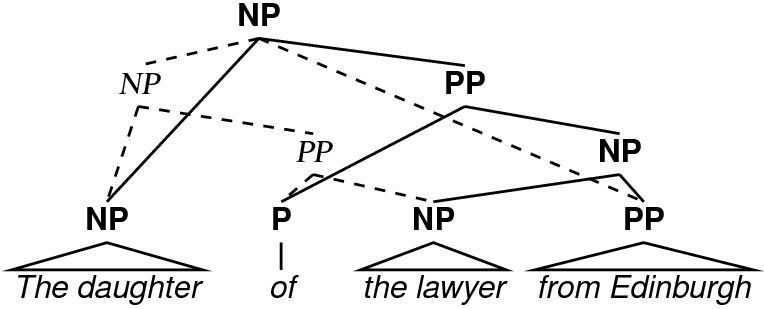 NP
NP PP
PP NP
NP P NP PP
The daughter of the lawyer from Edinburgh